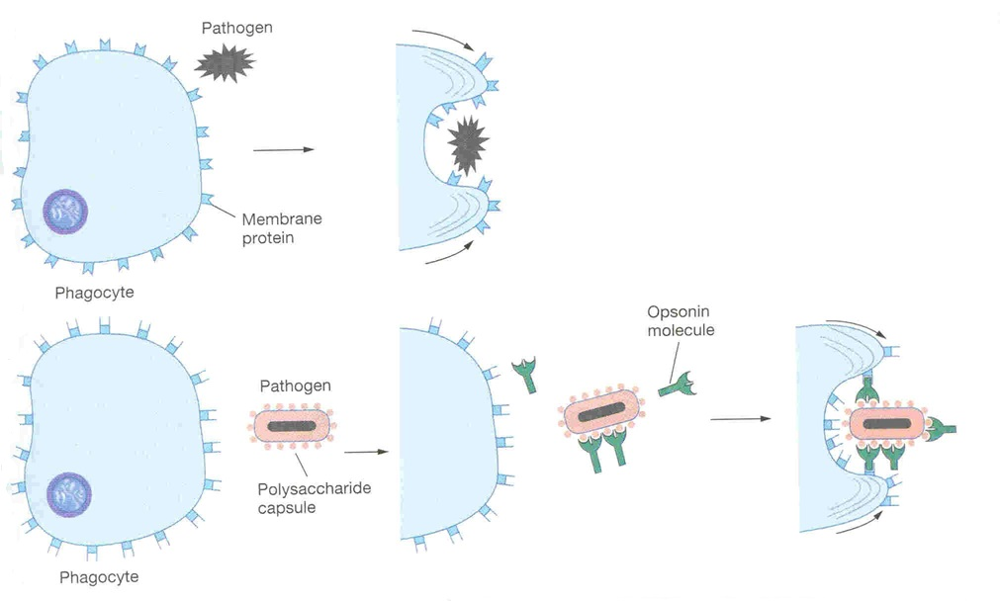 Pathogen
Membrane
protein
Phagocyte
Opsonin
molecule
Pathogen
Polysaccharide
capsule
Phagocyte